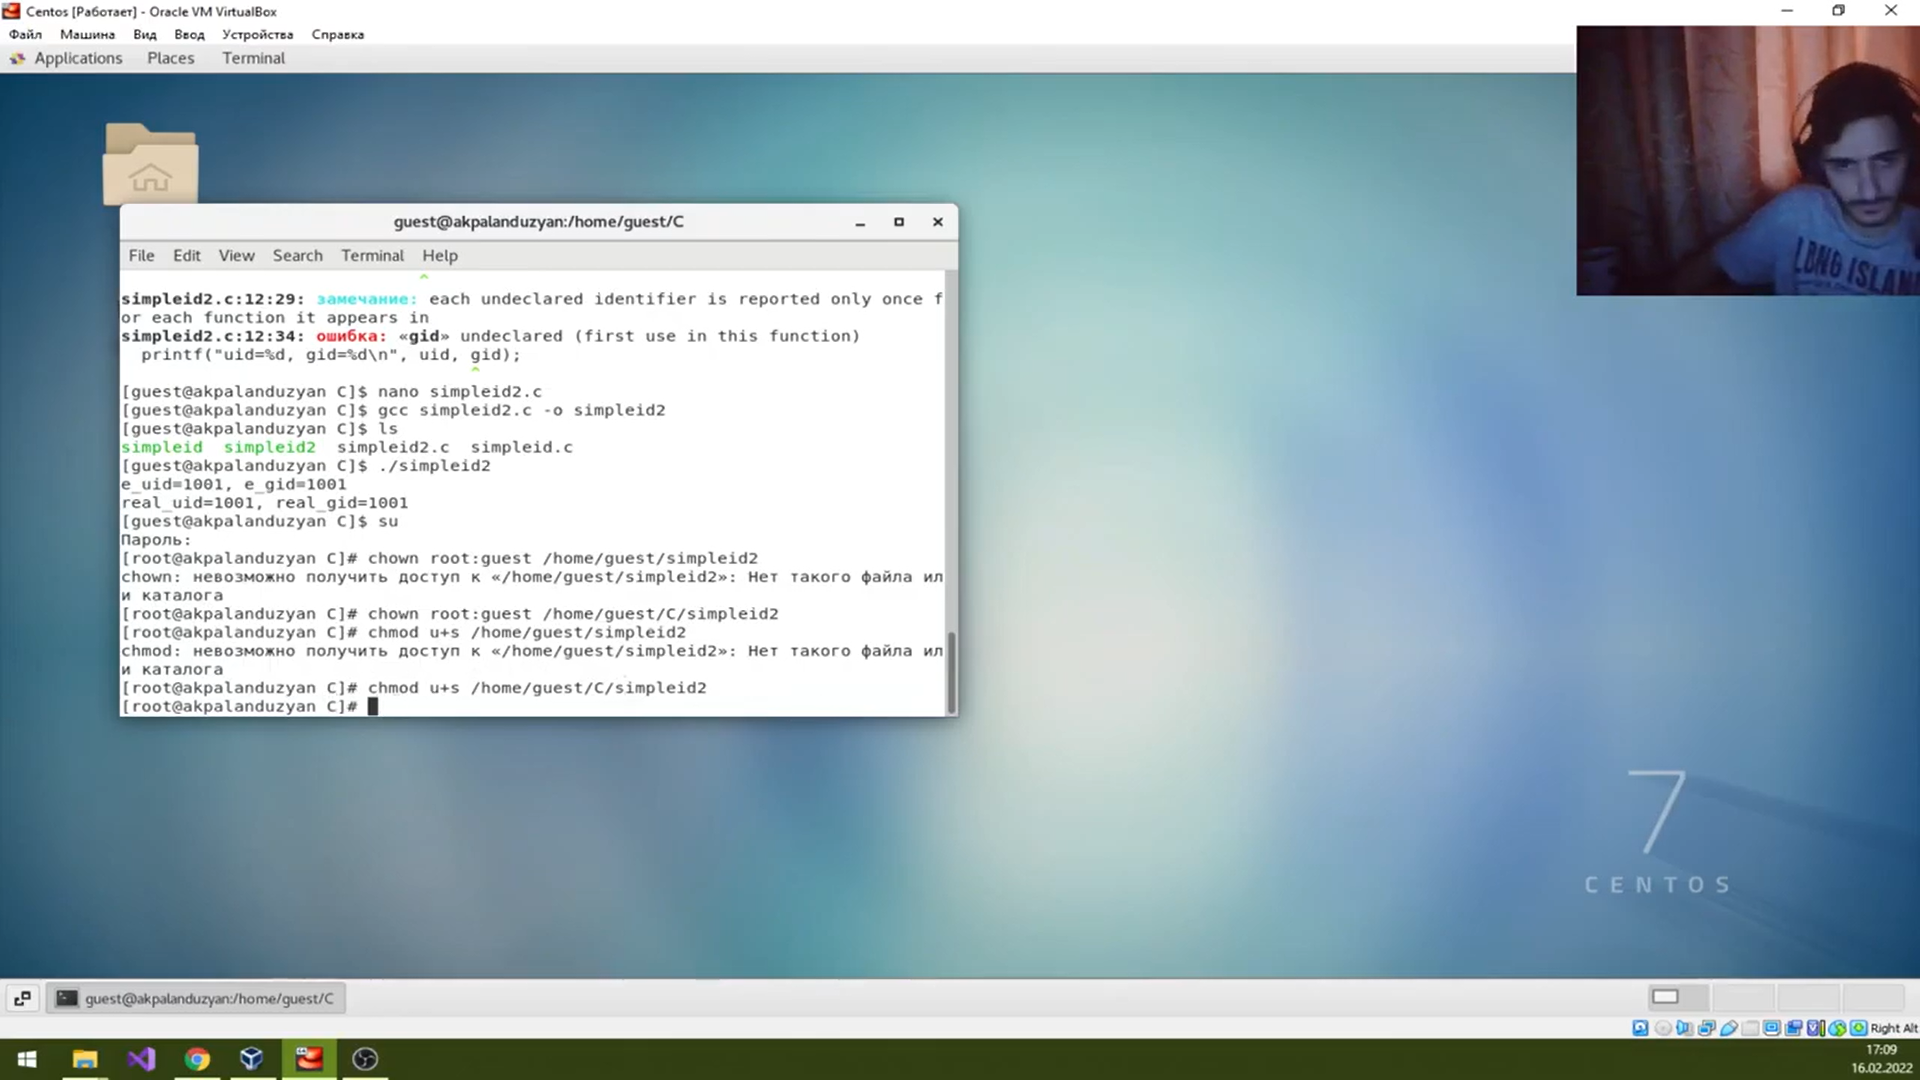 Centos [Работает] - Oracle VM VirtualBox
Файл Машина Вид Ввод Устройства Справка
Applications Places Terminal
guest@akpalanduzyan:/home/guest/C
File Edit View Search Terminal Help
^
simpleid2.c:12:29: замечание: each undeclared identifier is reported only once f
or each function it appears in
simpleid2.c:12:34: ошибка: «gid» undeclared (first use in this function)
printf("uid=%d, gid=%d\n", uid, gid);
^
[guest@akpalanduzyan C]$ nano simpleid2.c
[guest@akpalanduzyan C]$ gcc simpleid2.c -o simpleid2
[guest@akpalanduzyan C]$ ls
simpleid simpleid2 simpleid2.c simpleid.c
[guest@akpalanduzyan C]$ ./simpleid2
e_uid=1001, e_gid=1001
real_uid=1001, real_gid=1001
[guest@akpalanduzyan C]$ su
Пароль:
[root@akpalanduzyan C]# chown root:guest /home/guest/simpleid2
chown: невозможно получить доступ к «/home/guest/simpleid2»: Нет такого файла ил
и каталога
[root@akpalanduzyan C]# chown root:guest /home/guest/C/simpleid2
[root@akpalanduzyan C]# chmod u+s /home/guest/simpleid2
chmod: невозможно получить доступ к «/home/guest/simpleid2»: Нет такого файла ил
и каталога
[root@akpalanduzyan C]# chmod u+s /home/guest/C/simpleid2
[root@akpalanduzyan C]#
LONG ISLAND
7
CENTOS
guest@akpalanduzyan:/home/guest/C
Right Alt
17:09
16.02.2022